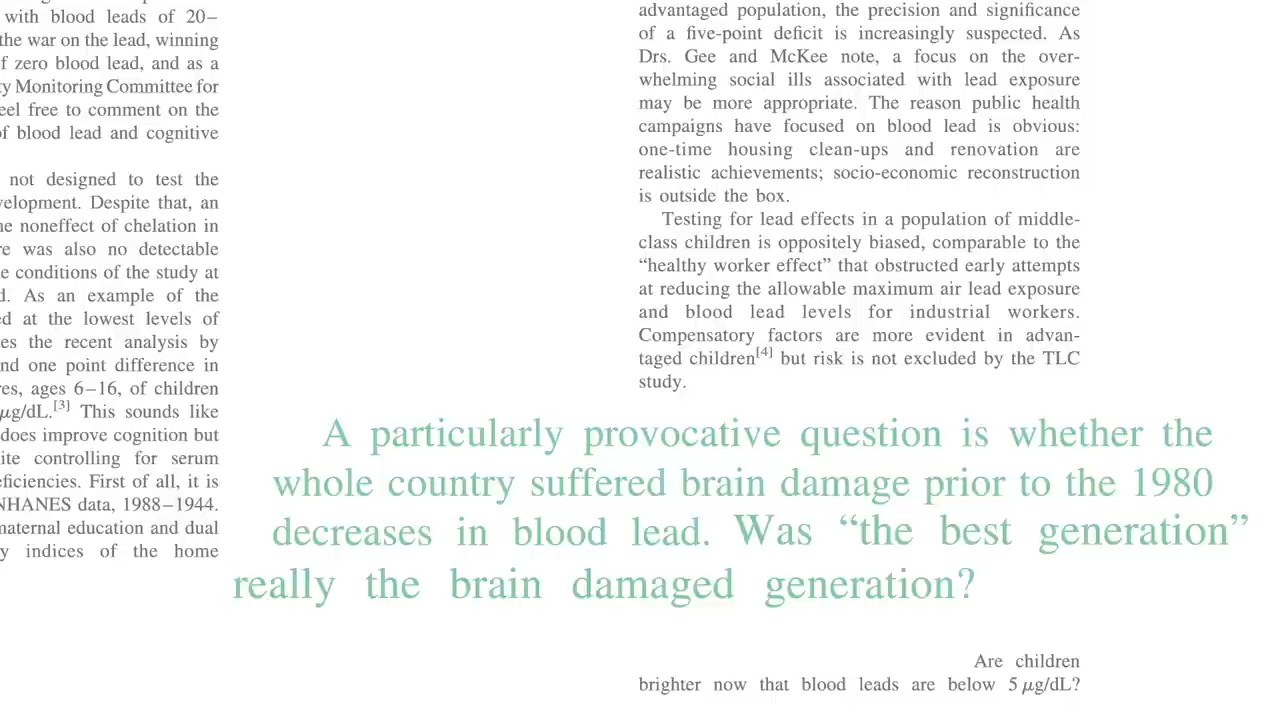 with blood leads of 20–
the war on the lead, winning
f zero blood lead, and as a
ty Monitoring Committee for
eel free to comment on the
of blood lead and cognitive
not designed to test the
velopment. Despite that, an
ne noneffect of chelation in
re was also no detectable
e conditions of the study at
d. As an example of the
ed at the lowest levels of
es the recent analysis by
nd one point difference in
res, ages 6–16, of children
μg/dL.[3] This sounds like
does improve cognition but
ite controlling for serum
eficiencies. First of all, it is
NHANES data, 1988–1944.
maternal education and dual
y indices of the home
advantaged population, the precision and significance
of a five-point deficit is increasingly suspected. As
Drs. Gee and McKee note, a focus on the over-
whelming social ills associated with lead exposure
may be more appropriate. The reason public health
campaigns have focused on blood lead is obvious:
one-time housing clean-ups and renovation are
realistic achievements; socio-economic reconstruction
is outside the box.
Testing for lead effects in a population of middle-
class children is oppositely biased, comparable to the
“healthy worker effect” that obstructed early attempts
at reducing the allowable maximum air lead exposure
and blood lead levels for industrial workers.
Compensatory factors are more evident in advan-
taged children[4] but risk is not excluded by the TLC
study.
A particularly provocative question is whether the
whole country suffered brain damage prior to the 1980
decreases in blood lead. Was “the best generation”
really the brain damaged generation?
Are children
brighter now that blood leads are below 5 μg/dL?